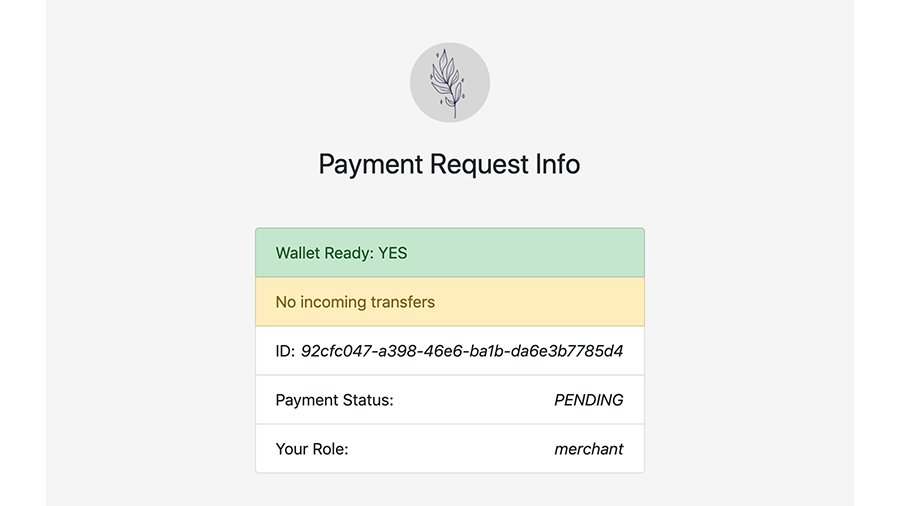 Payment Request Info
Wallet Ready: YES
No incoming transfers
ID: 92cfc047-a398-46e6-ba1b-da6e3b7785d4
Payment Status: PENDING
Your Role: merchant